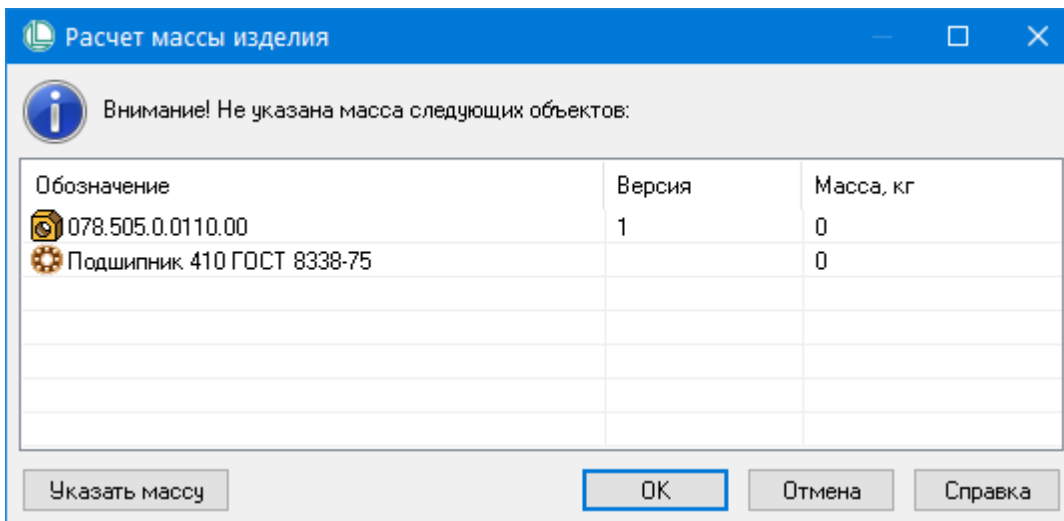 Расчет массы изделия
Внимание! Не указана масса следующих объектов:
Обозначение Версия Масса, кг
078.505.0.0110.00 1 0
Подшипник 410 ГОСТ 8338-75 0
Указать массу ОК Отмена Справка